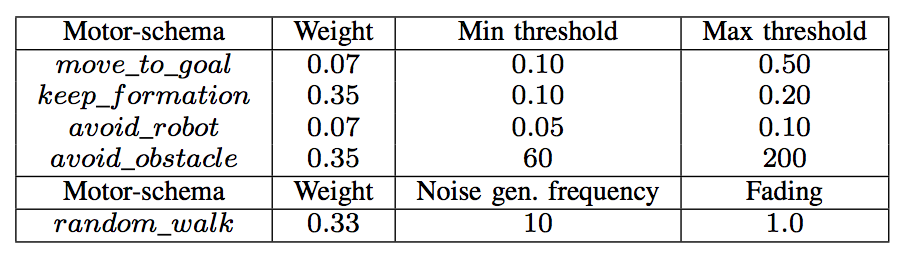 Motor-schema Weight Min threshold Max threshold
move_to_goal 0.07 0.10 0.50
keep_formation 0.35 0.10 0.20
avoid_robot 0.07 0.05 0.10
avoid_obstacle 0.35 60 200
Motor-schema Weight Noise gen. frequency Fading
random_walk 0.33 10 1.0